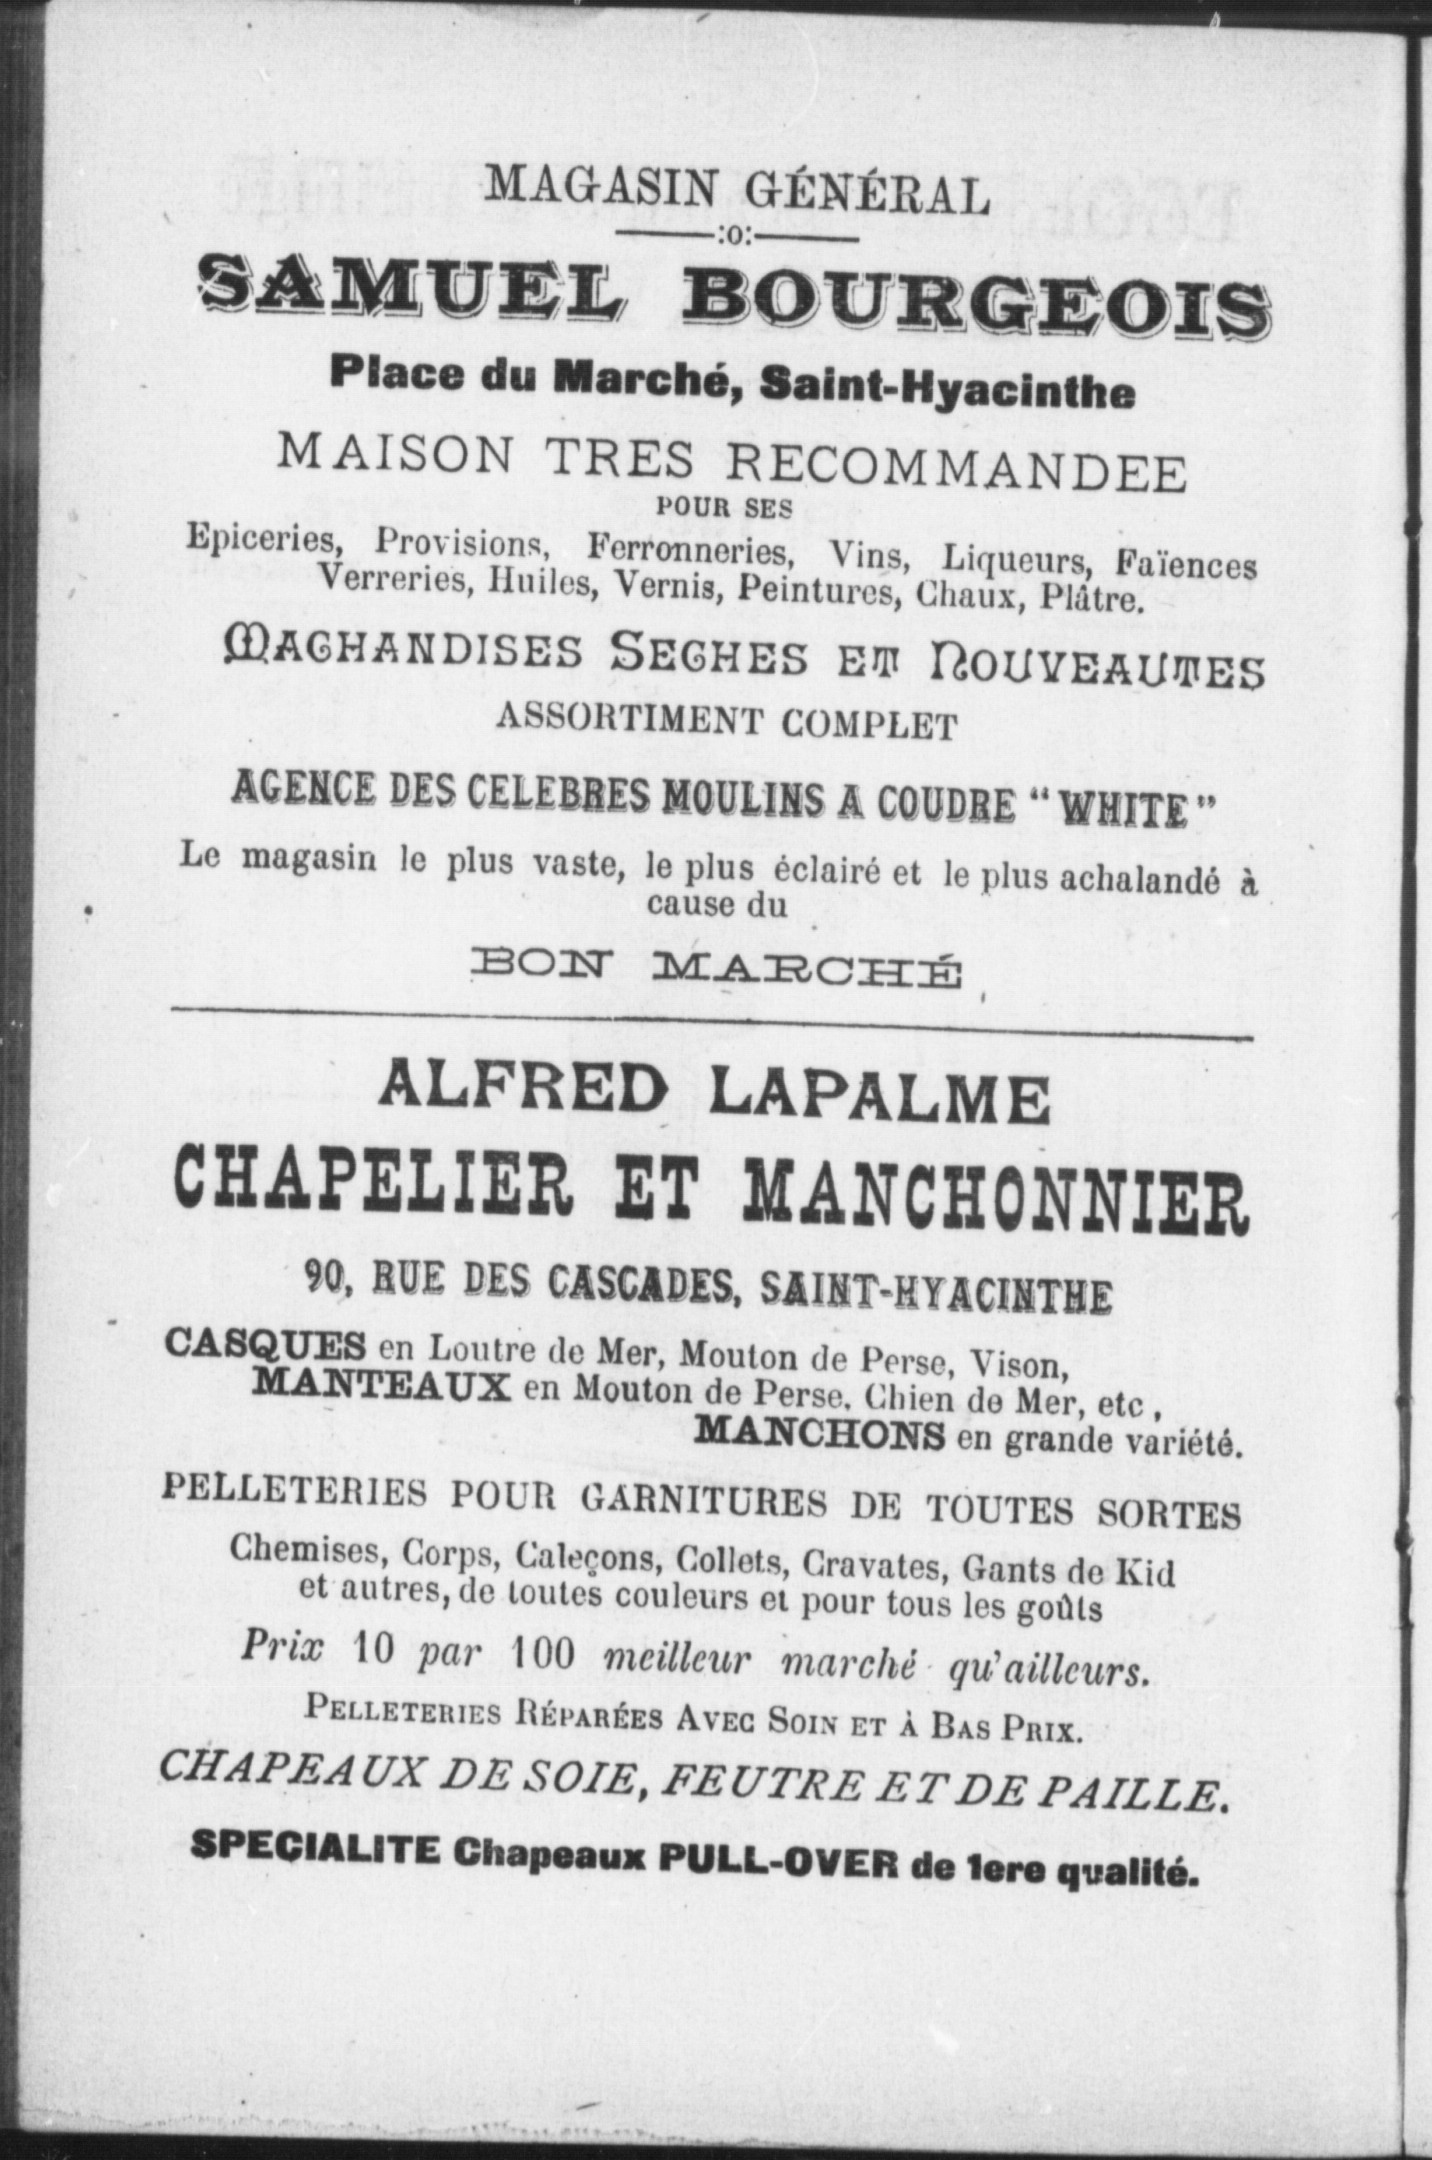 MAGASIN GÉNÉRAL
:o:
SAMUEL BOURGEOIS
Place du Marché, Saint-Hyacinthe
MAISON TRES RECOMMANDEE
POUR SES
Epiceries, Provisions, Ferronneries, Vins, Liqueurs, Faïences
Verreries, Huiles, Vernis, Peintures, Chaux, Plâtre.
MACHANDISES SECHES ET NOUVEAUTES
ASSORTIMENT COMPLET
AGENCE DES CELEBRES MOULINS A COUDRE "WHITE"
Le magasin le plus vaste, le plus éclairé et le plus achalandé à
cause du
BON MARCHÉ
ALFRED LAPALME
CHAPELIER ET MANCHONNIER
90, RUE DES CASCADES, SAINT-HYACINTHE
CASQUES en Loutre de Mer, Mouton de Perse, Vison,
MANTEAUX en Mouton de Perse, Chien de Mer, etc,
MANCHONS en grande variété.
PELLETERIES POUR GARNITURES DE TOUTES SORTES
Chemises, Corps, Caleçons, Collets, Cravates, Gants de Kid
et autres, de toutes couleurs et pour tous les goûts
Prix 10 par 100 meilleur marché qu'ailleurs.
PELLETERIES RÉPARÉES AVEC SOIN ET À BAS PRIX.
CHAPEAUX DE SOIE, FEUTRE ET DE PAILLE.
SPECIALITE Chapeaux PULL-OVER de 1ere qualité.